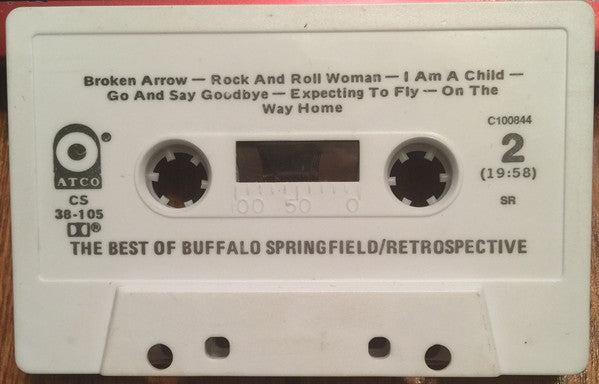 Broken Arrow — Rock And Roll Woman — I Am A Child —
Go And Say Goodbye — Expecting To Fly — On The
Way Home
C100844
2
(19:58)
SR
®
ATCO
CS
38-105
®
100 50 0
THE BEST OF BUFFALO SPRINGFIELD/RETROSPECTIVE